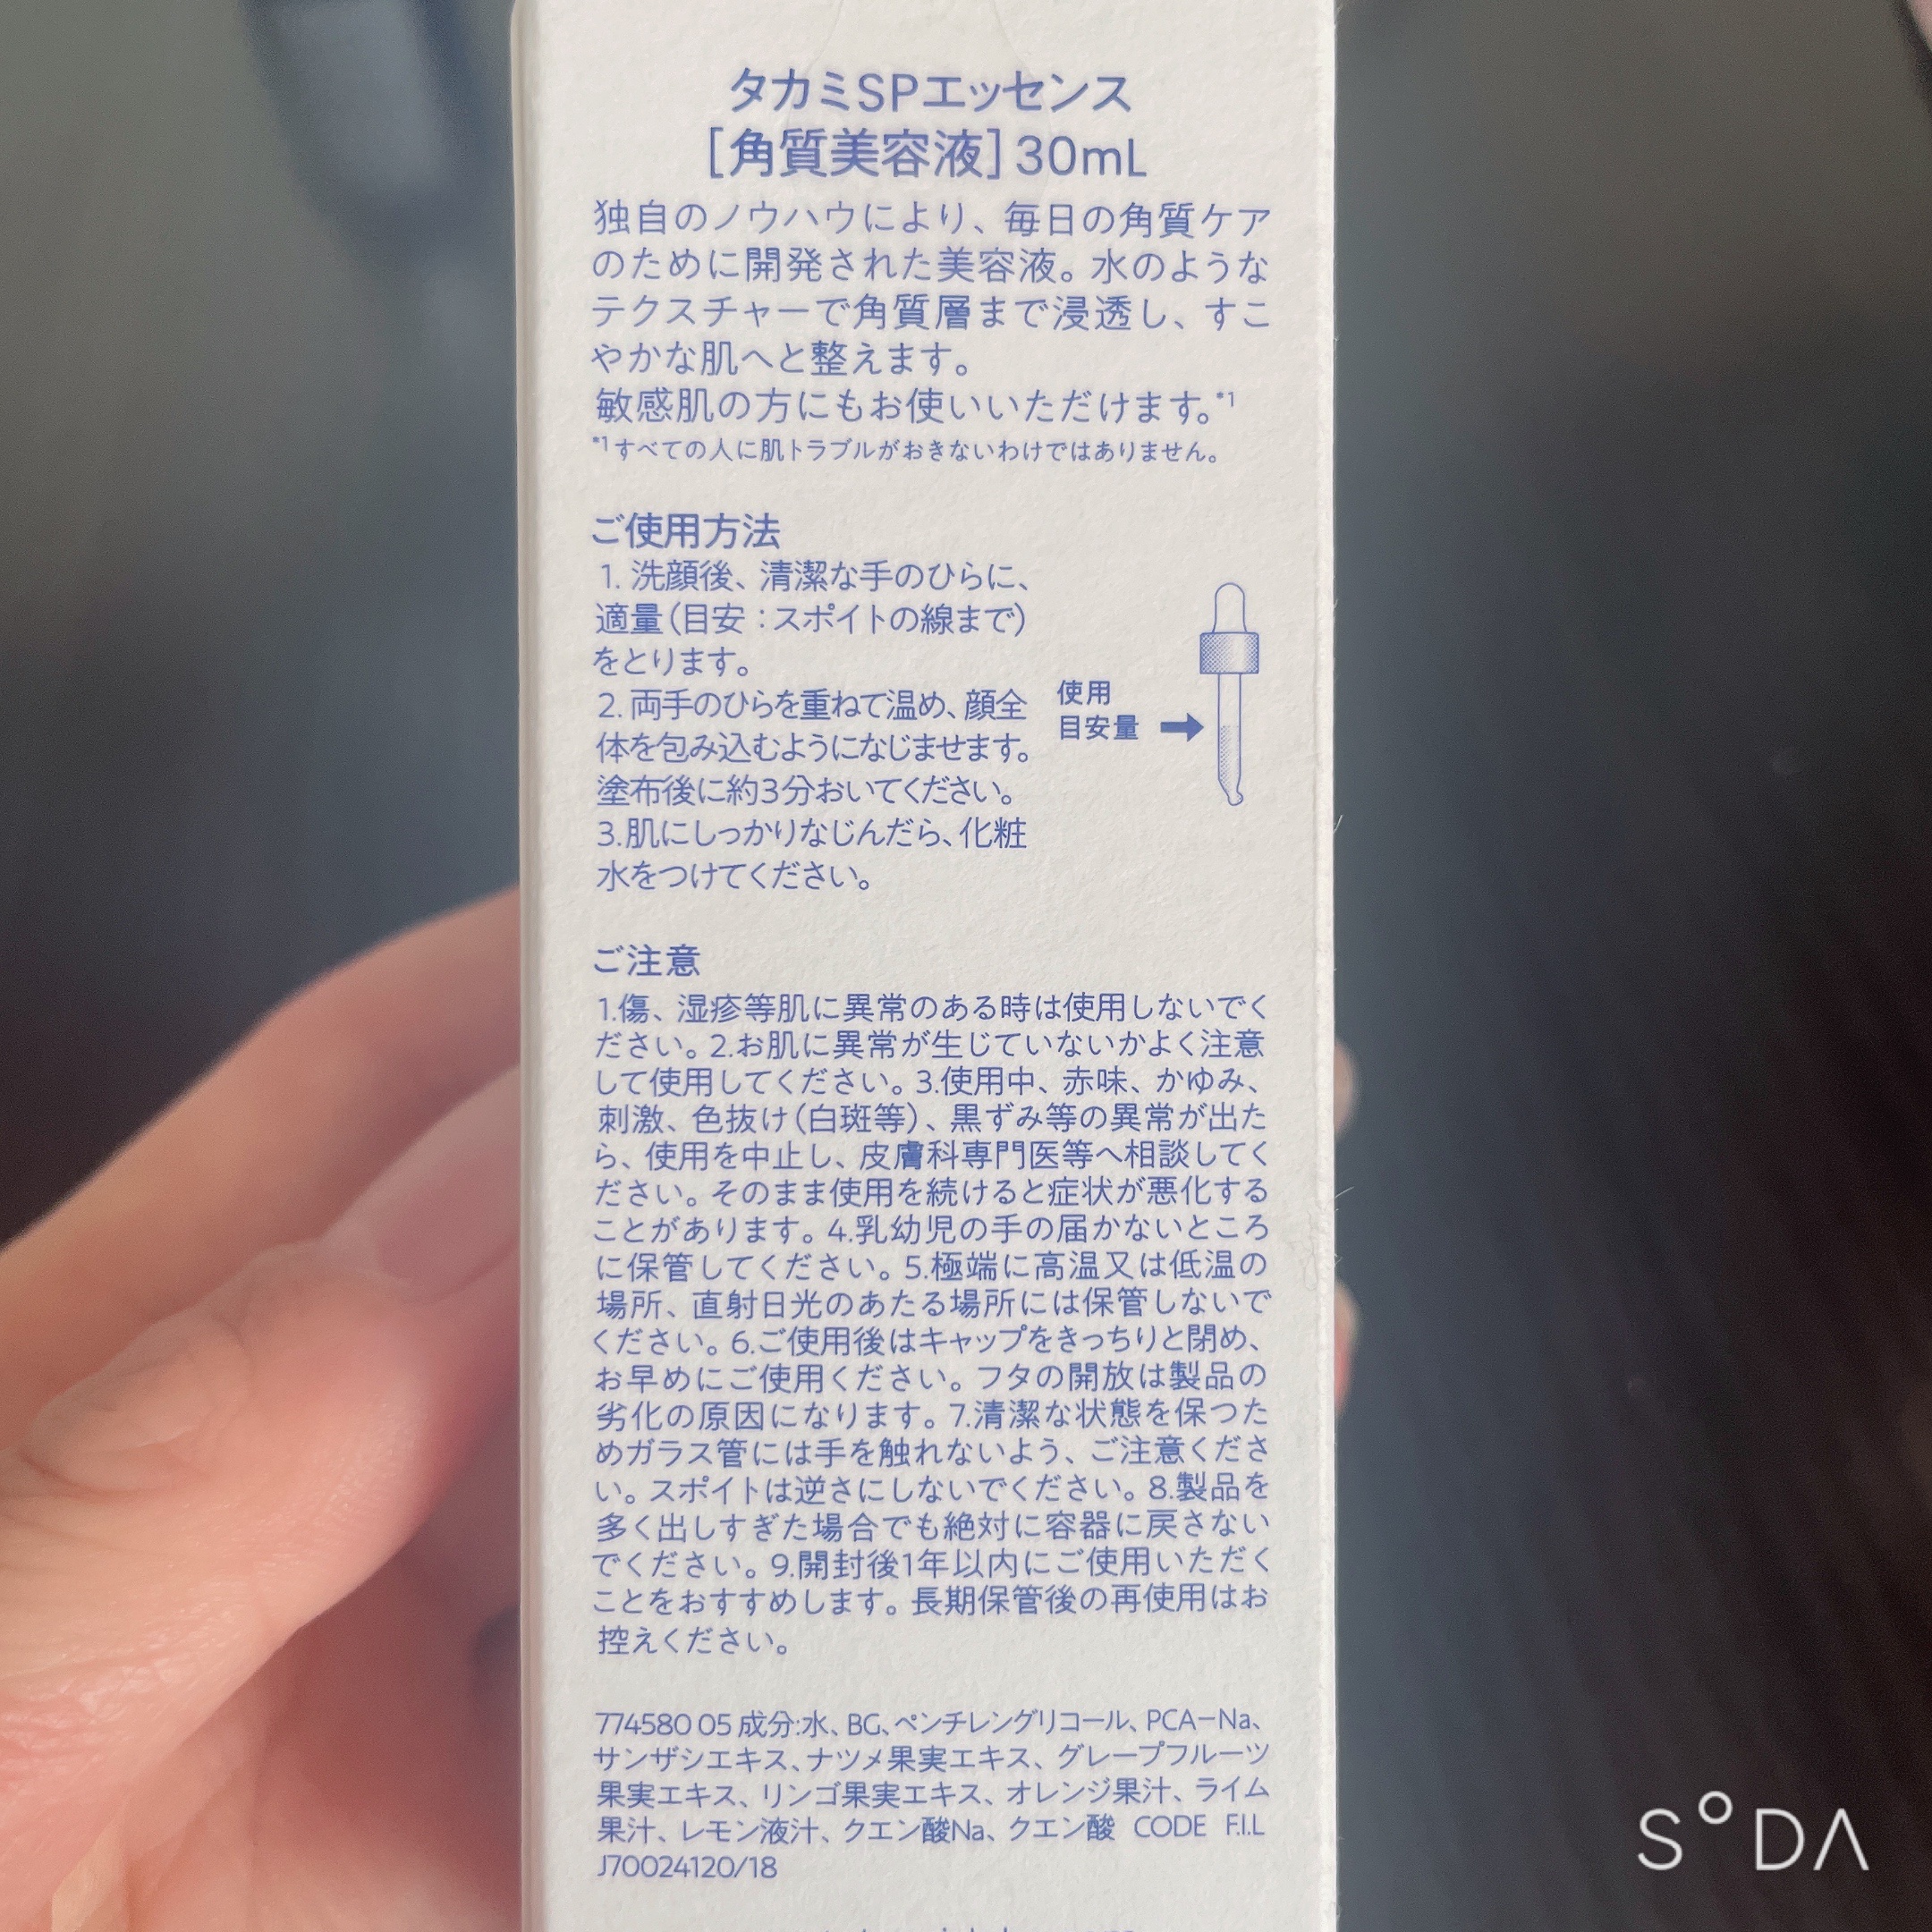 タカミSPエッセンス
[角質美容液]30mL
独自のノウハウにより、毎日の角質ケア
のために開発された美容液。水のような
テクスチャーで角質層まで浸透し、すこ
やかな肌へと整えます。
敏感肌の方にもお使いいただけます。*1
*1すべての人に肌トラブルがおきないわけではありません。
ご使用方法
1. 洗顔後、清潔な手のひらに、
適量(目安:スポイトの線まで)
をとります。
2. 両手のひらを重ねて温め、顔全
体を包み込むようになじませます。
塗布後に約3分おいてください。
3.肌にしっかりなじんだら、化粧
水をつけてください。
使用
目安量
ご注意
1.傷、湿疹等肌に異常のある時は使用しないでく
ださい。2.お肌に異常が生じていないかよく注意
して使用してください。3.使用中、赤味、かゆみ、
刺激、色抜け(白斑等)、黒ずみ等の異常が出た
ら、使用を中止し、皮膚科専門医等へ相談してく
ださい。そのまま使用を続けると症状が悪化する
ことがあります。4.乳幼児の手の届かないところ
に保管してください。5.極端に高温又は低温の
場所、直射日光のあたる場所には保管しないで
ください。6.ご使用後はキャップをきっちりと閉め、
お早めにご使用ください。フタの開放は製品の
劣化の原因になります。7.清潔な状態を保つた
めガラス管には手を触れないよう、ご注意くださ
い。スポイトは逆さにしないでください。8.製品を
多く出しすぎた場合でも絶対に容器に戻さない
でください。9.開封後1年以内にご使用いただく
ことをおすすめします。長期保管後の再使用はお
控えください。
774580 05 成分:水、BG、ペンチレングリコール、PCA-Na、
サンザシエキス、ナツメ果実エキス、グレープフルーツ
果実エキス、リンゴ果実エキス、オレンジ果汁、ライム
果汁、レモン液汁、クエン酸Na、クエン酸 CODE F.I.L
J70024120/18
SODA